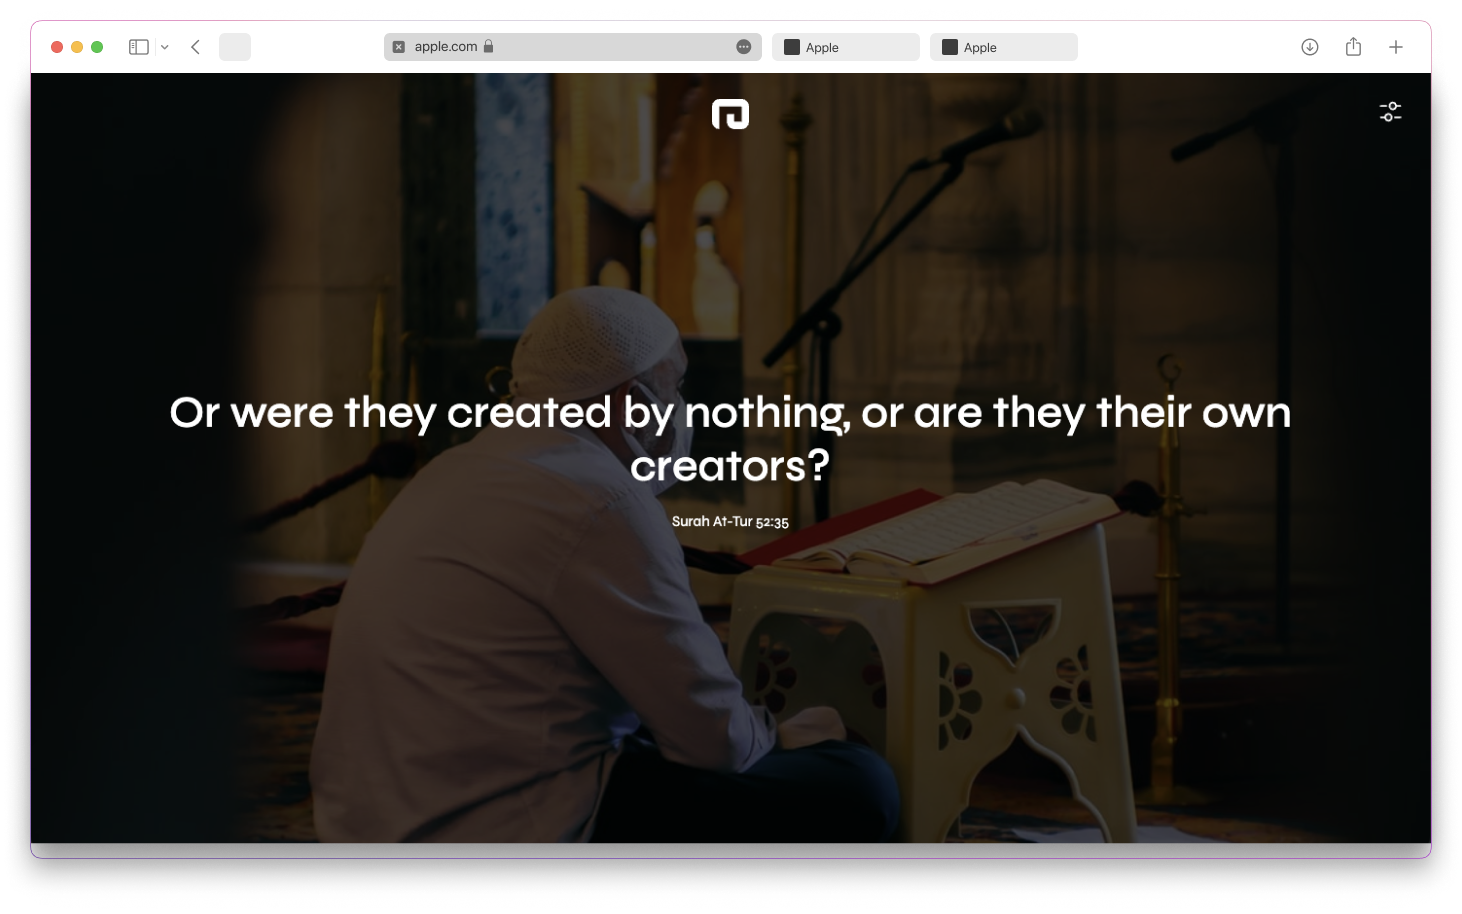 apple.com
Apple
Apple
Or were they created by nothing, or are they their own
creators?
Surah At-Tur 52:35